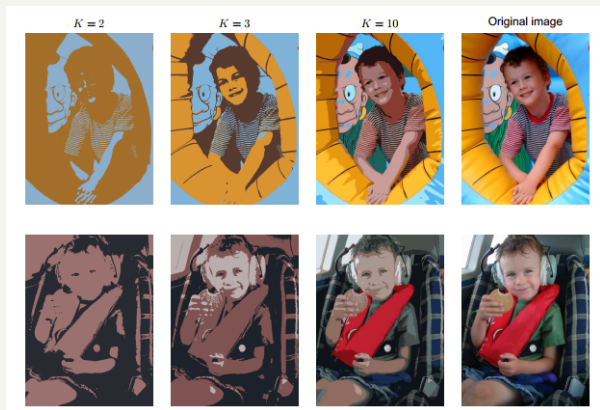 K = 2
K = 3
K = 10
Original image